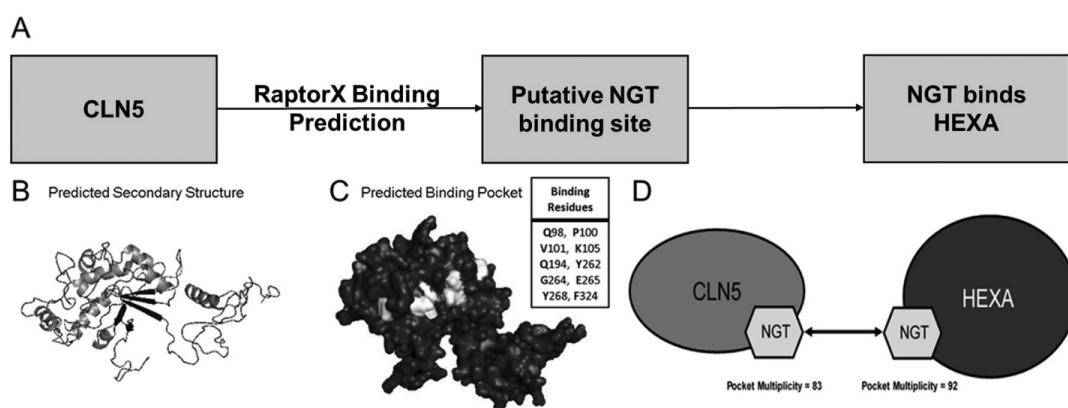 A
CLN5
RaptorX Binding
Prediction
Putative NGT
binding site
NGT binds
HEXA
B Predicted Secondary Structure
C Predicted Binding Pocket
Binding
Residues
Q98, P100
V101, K105
Q194, Y262
G264, E265
Y268, F324
D
CLN5
NGT
NGT
HEXA
Pocket Multiplicity = 83
Pocket Multiplicity = 92